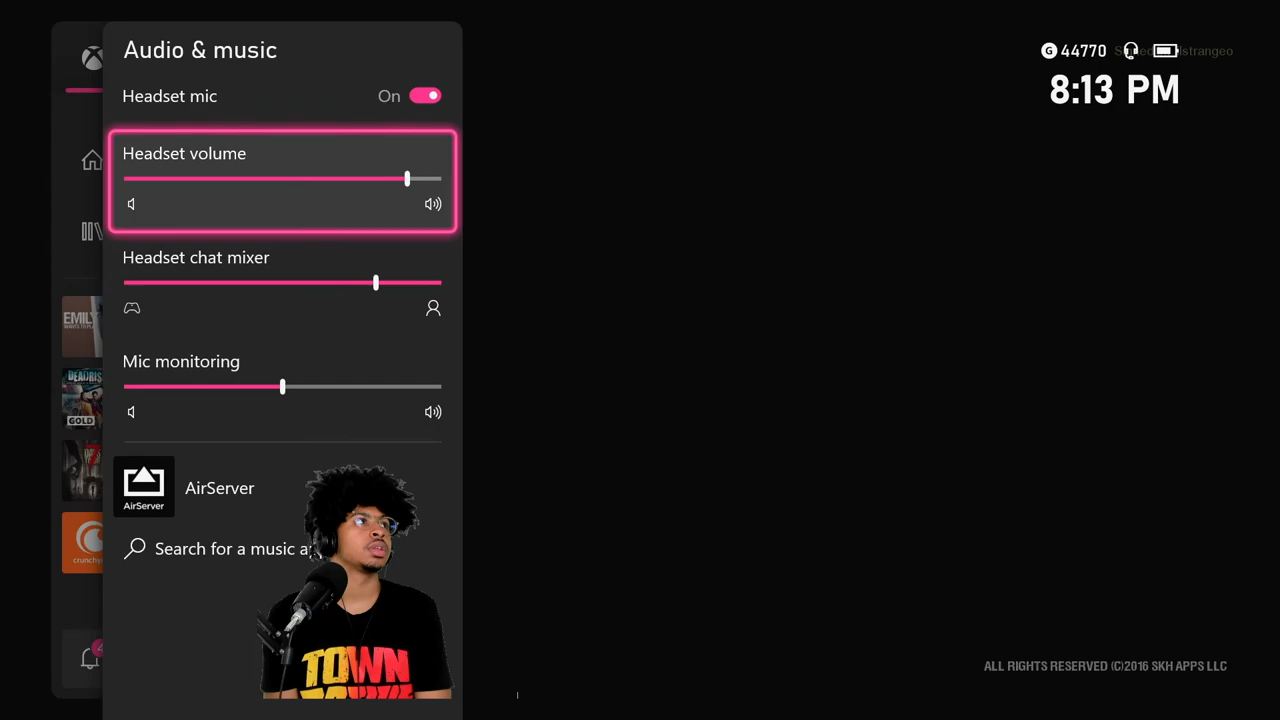 Audio & music
Headset mic
On
Headset volume
Headset chat mixer
Mic monitoring
AirServer
AirServer
Search for a music a
EMILY
GOLD
crunchy
TOWN
G 44770
8:13 PM
ALL RIGHTS RESERVED (C)2016 SKH APPS LLC